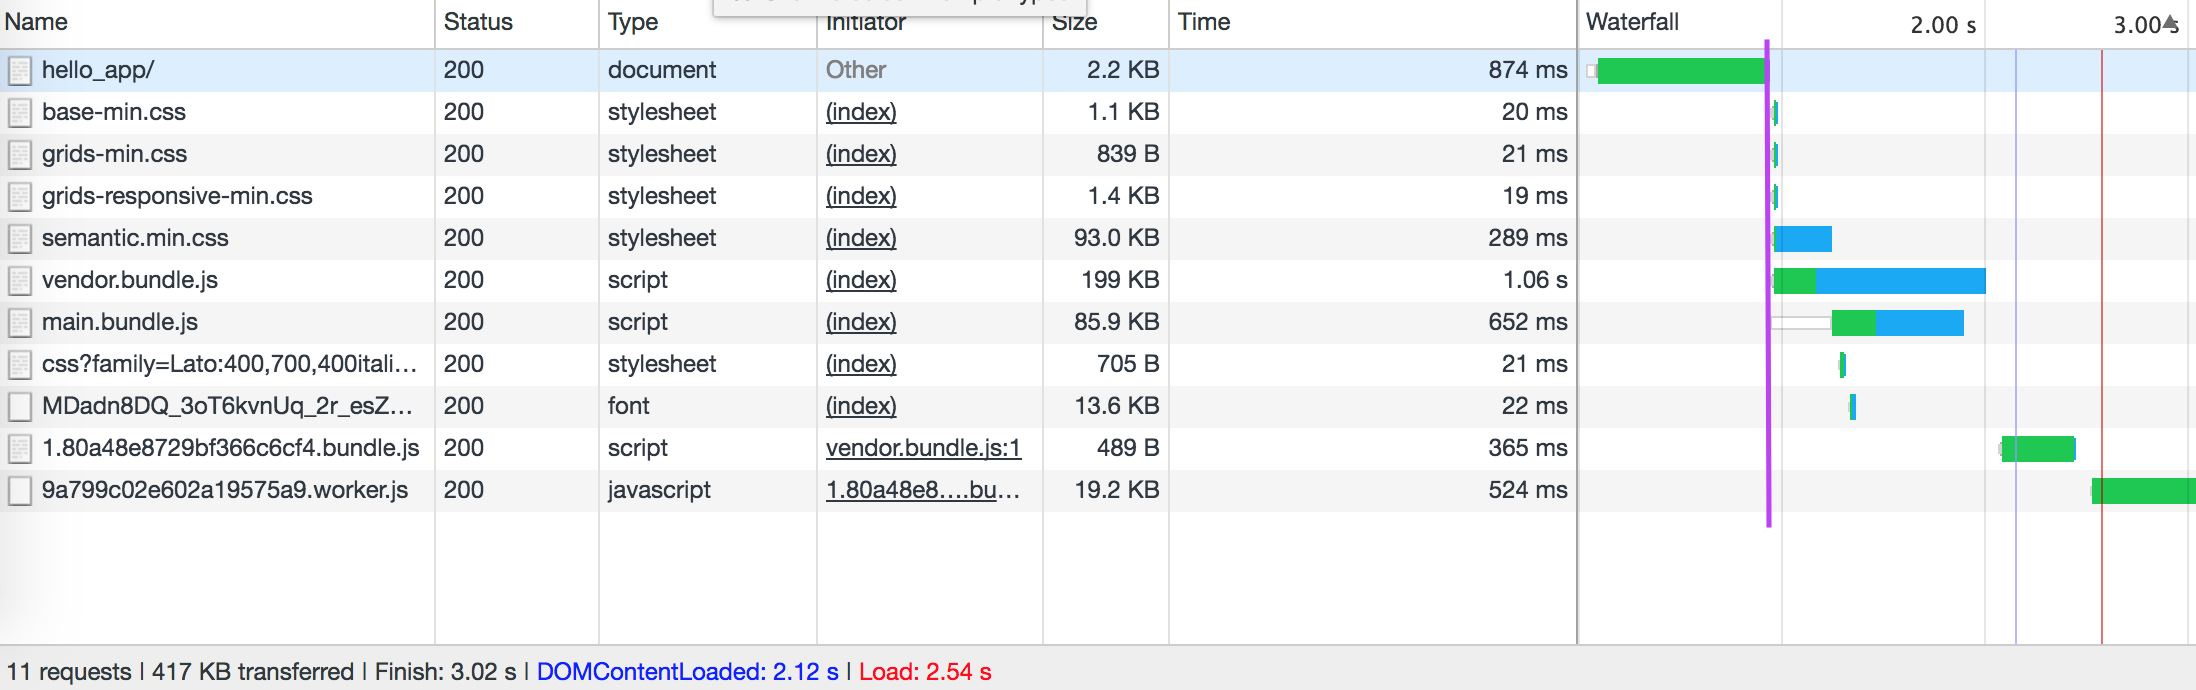 Name Status Type Initiator Size Time Waterfall 2.00 s 3.00 s
hello_app/ 200 document Other 2.2 KB 874 ms
base-min.css 200 stylesheet (index) 1.1 KB 20 ms
grids-min.css 200 stylesheet (index) 839 B 21 ms
grids-responsive-min.css 200 stylesheet (index) 1.4 KB 19 ms
semantic.min.css 200 stylesheet (index) 93.0 KB 289 ms
vendor.bundle.js 200 script (index) 199 KB 1.06 s
main.bundle.js 200 script (index) 85.9 KB 652 ms
css?family=Lato:400,700,400itali... 200 stylesheet (index) 705 B 21 ms
MDadn8DQ_3oT6kvnUq_2r_esZ... 200 font (index) 13.6 KB 22 ms
1.80a48e8729bf366c6cf4.bundle.js 200 script vendor.bundle.js:1 489 B 365 ms
9a799c02e602a19575a9.worker.js 200 javascript 1.80a48e8....bu... 19.2 KB 524 ms
11 requests | 417 KB transferred | Finish: 3.02 s | DOMContentLoaded: 2.12 s | Load: 2.54 s